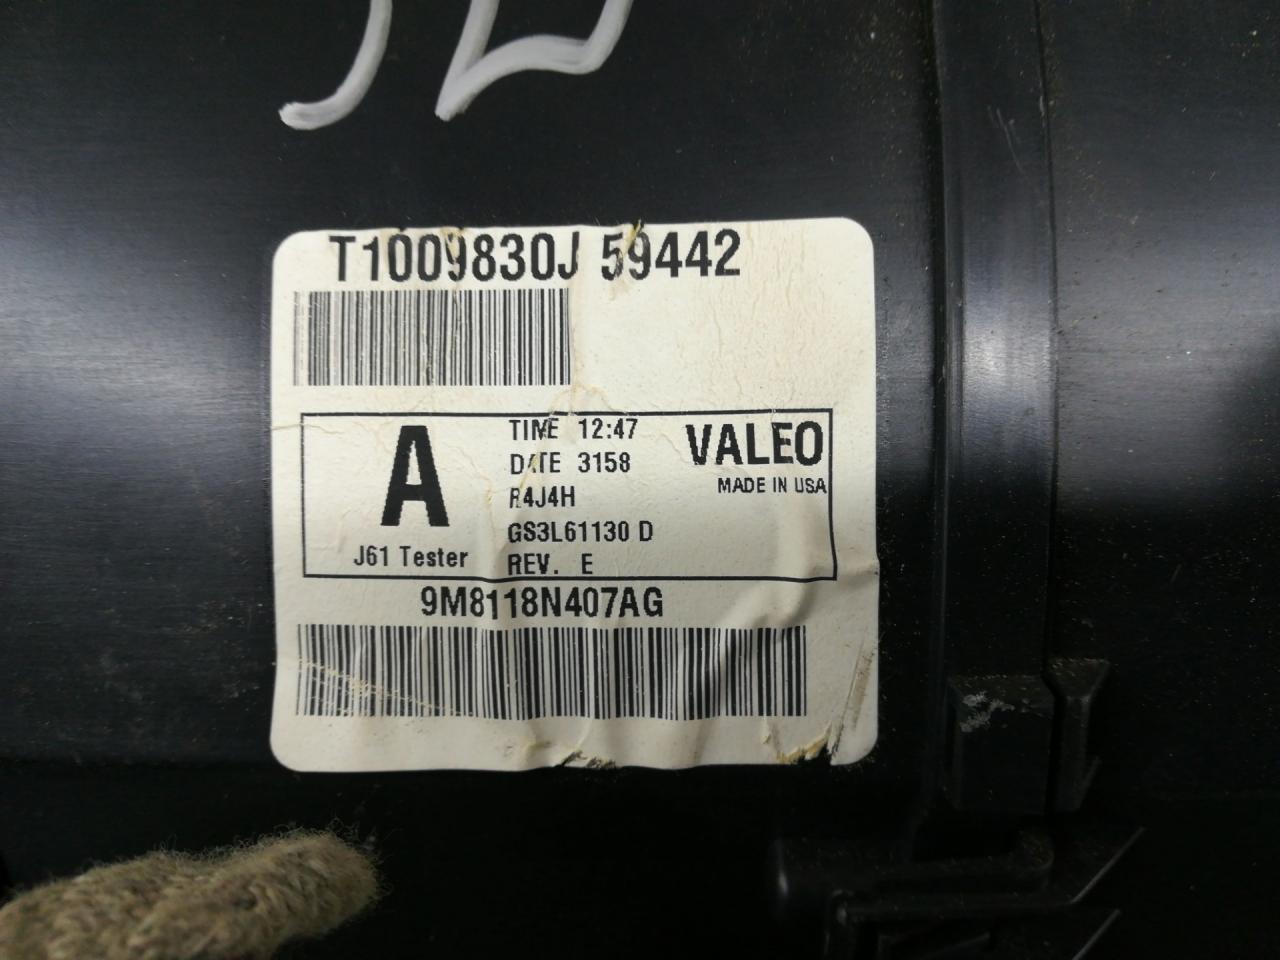 T1009830J 59442
A
J61 Tester
TIME 12:47
DATE 3158
R4J4H
GS3L61130 D
REV. E
VALEO
MADE IN USA
9M8118N407AG